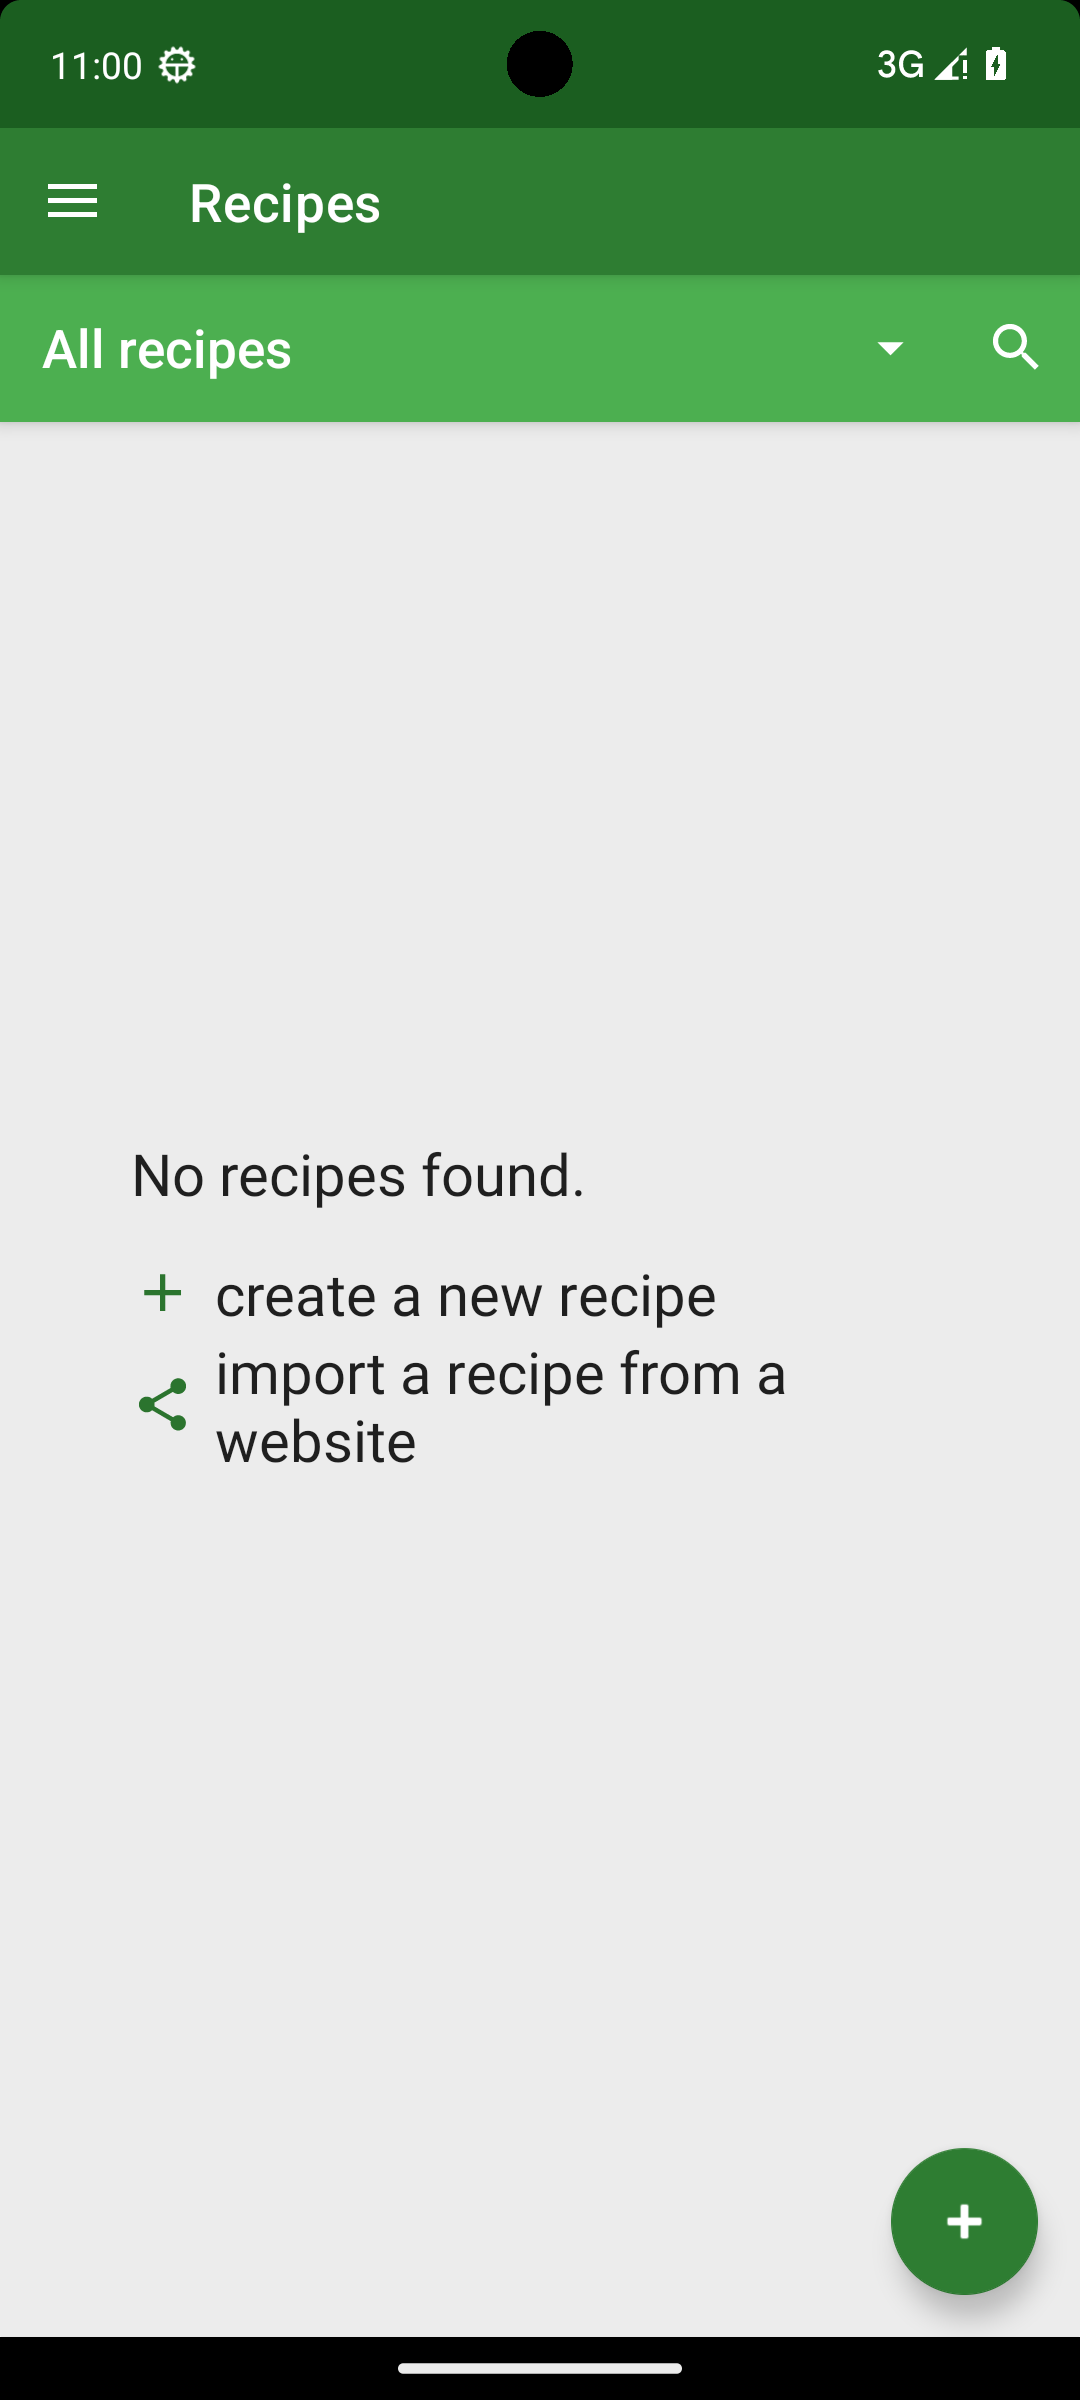 11:00 3G
Recipes
All recipes
No recipes found.
create a new recipe
import a recipe from a
website